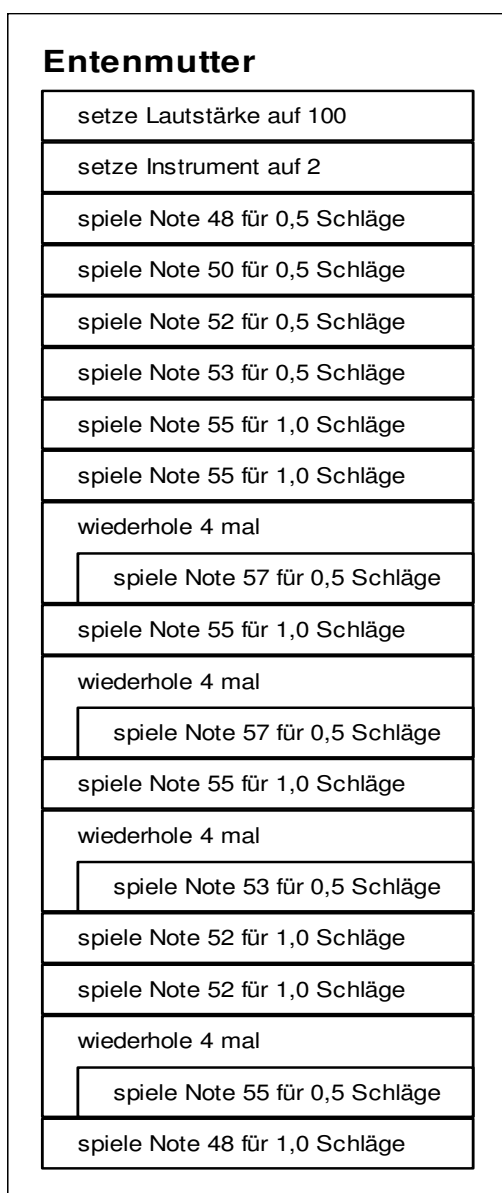 Entenmutter
setze Lautstärke auf 100
setze Instrument auf 2
spiele Note 48 für 0,5 Schläge
spiele Note 50 für 0,5 Schläge
spiele Note 52 für 0,5 Schläge
spiele Note 53 für 0,5 Schläge
spiele Note 55 für 1,0 Schläge
spiele Note 55 für 1,0 Schläge
wiederhole 4 mal
spiele Note 57 für 0,5 Schläge
spiele Note 55 für 1,0 Schläge
wiederhole 4 mal
spiele Note 57 für 0,5 Schläge
spiele Note 55 für 1,0 Schläge
wiederhole 4 mal
spiele Note 53 für 0,5 Schläge
spiele Note 52 für 1,0 Schläge
spiele Note 52 für 1,0 Schläge
wiederhole 4 mal
spiele Note 55 für 0,5 Schläge
spiele Note 48 für 1,0 Schläge